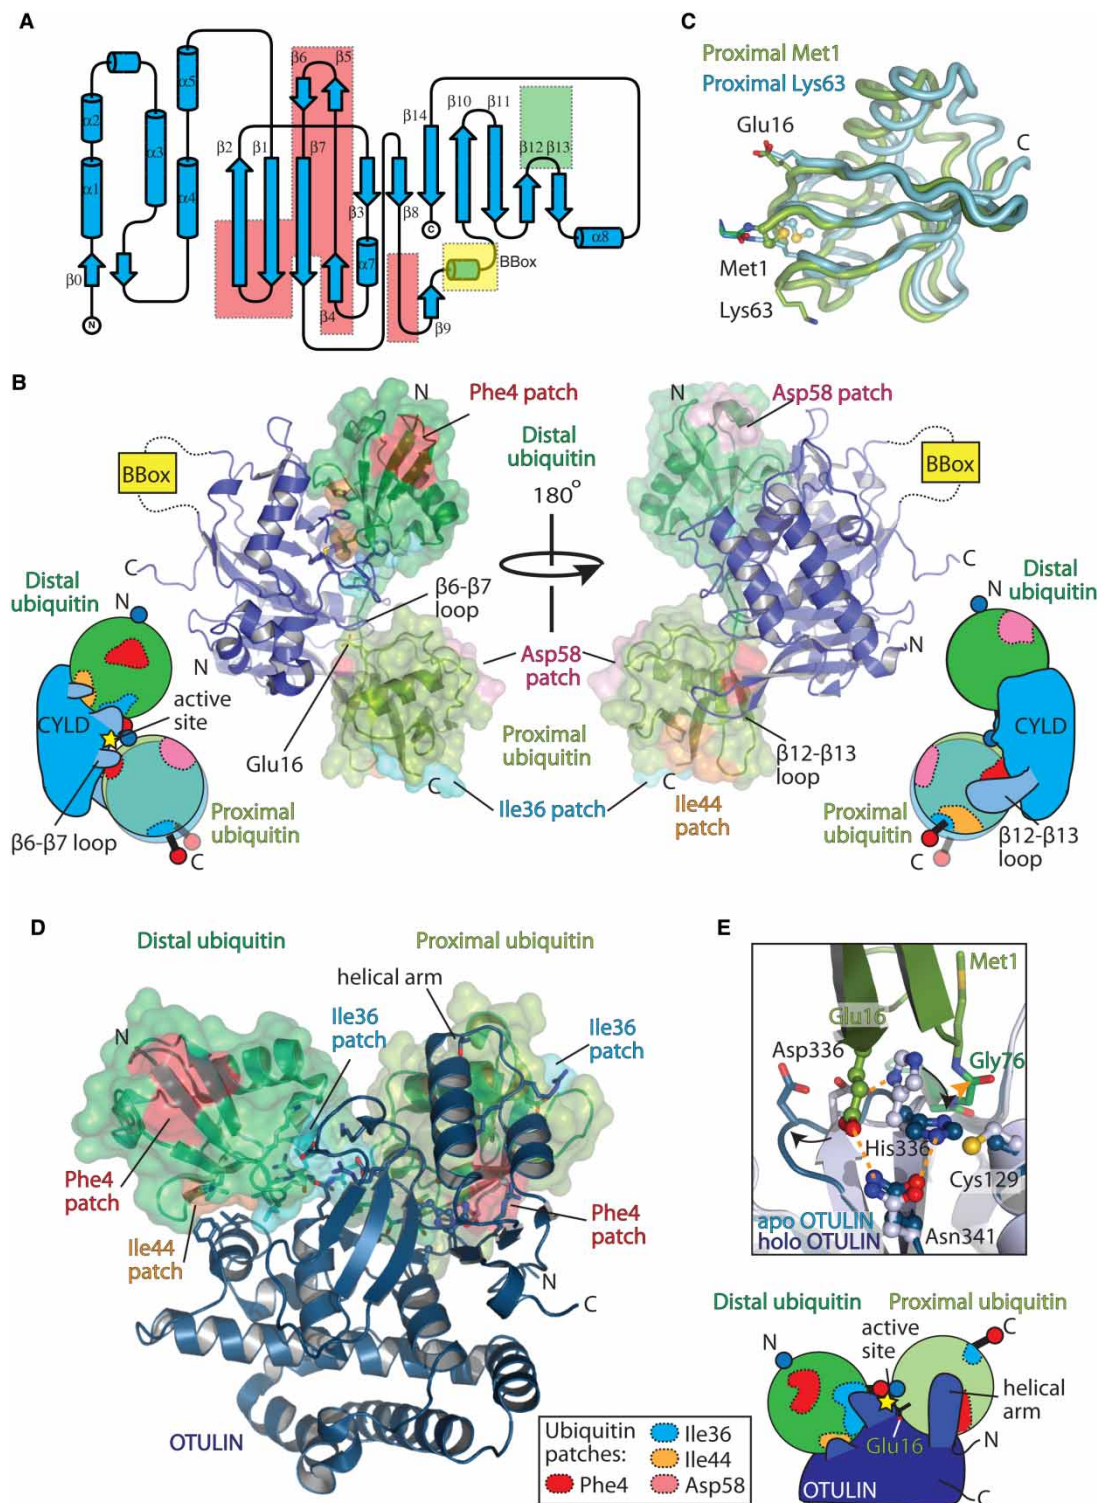 A
β6
β5
α5
α2
α3
α1
α4
β2
β1
β7
β3
α7
β8
β14
β10
β11
β12
β13
C
α8
BBox
β0
N
β4
β9
C
Proximal Met1
Proximal Lys63
Glu16
C
Met1
Lys63
B
N
Phe4 patch
BBox
C
Distal
ubiquitin
N
N
CYLD
active
site
β6-β7
loop
Glu16
β6-β7 loop
Proximal
ubiquitin
C
Distal
ubiquitin
180°
Asp58
patch
Proximal
ubiquitin
C
Ile36 patch
N
Asp58 patch
BBox
C
N
Distal
ubiquitin
N
CYLD
β12-β13
loop
C
Ile44
patch
Proximal
ubiquitin
C
β12-β13
loop
D
Distal ubiquitin
Proximal ubiquitin
helical arm
N
Ile36
patch
Ile36
patch
Phe4
patch
Ile44
patch
Phe4
patch
N
C
OTULIN
Ubiquitin
patches:
Phe4
Ile36
Ile44
Asp58
E
Met1
Glu16
Asp336
Gly76
His336
Cys129
apo OTULIN
holo OTULIN
Asn341
Distal ubiquitin
Proximal ubiquitin
N
active
site
C
helical
arm
Glu16
N
OTULIN
C